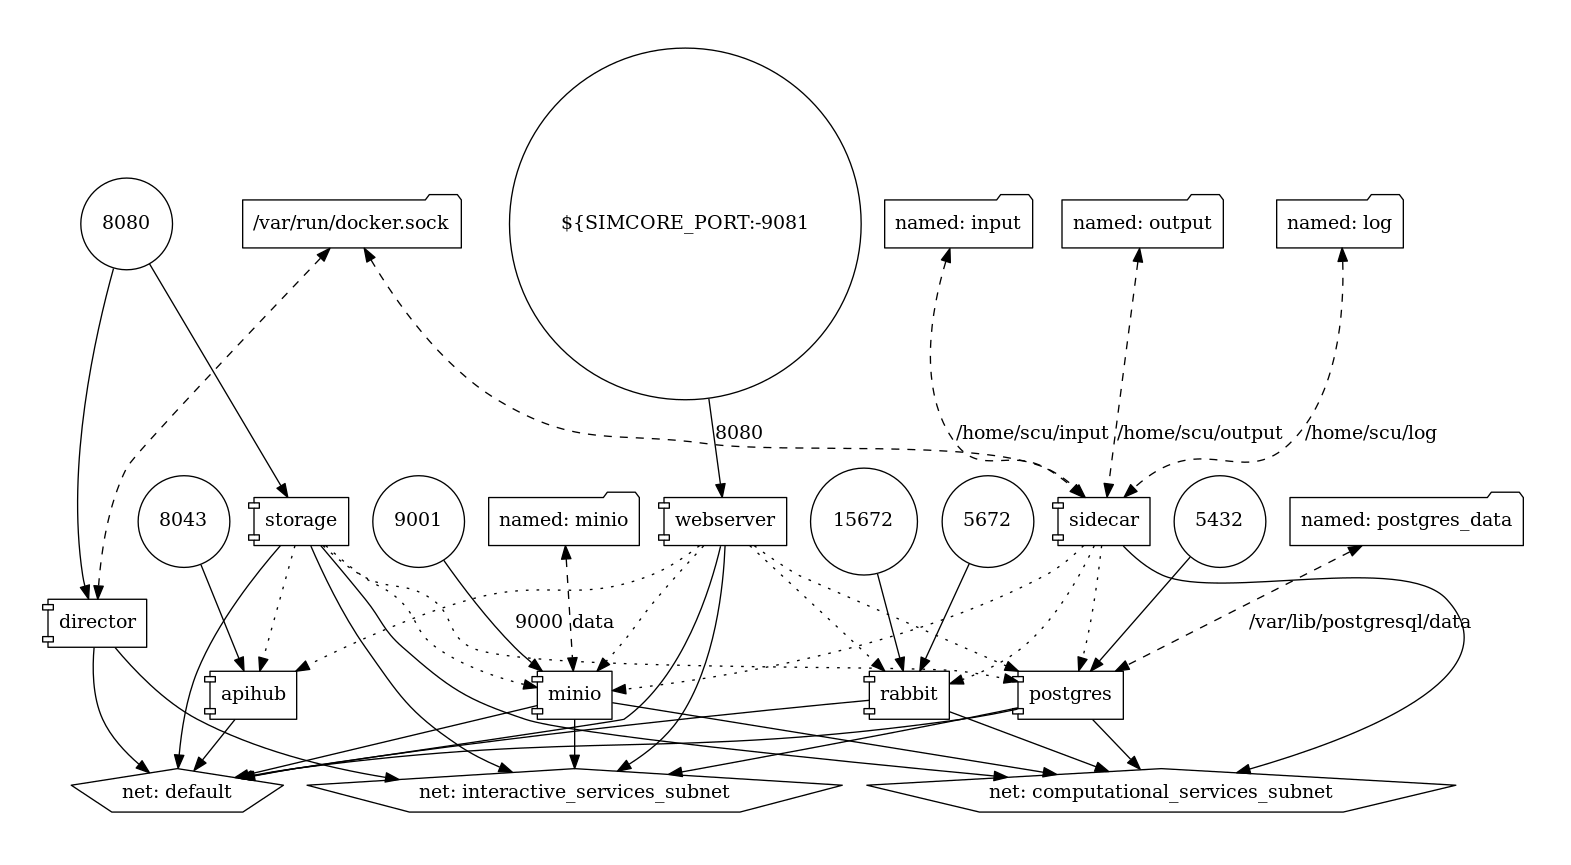 8080
/var/run/docker.sock
${SIMCORE_PORT:-9081
named: input
named: output
named: log
8080
/home/scu/input
/home/scu/output
/home/scu/log
8043
storage
9001
named: minio
webserver
15672
5672
sidecar
5432
named: postgres_data
director
9000
data
/var/lib/postgresql/data
apihub
minio
rabbit
postgres
net: default
net: interactive_services_subnet
net: computational_services_subnet